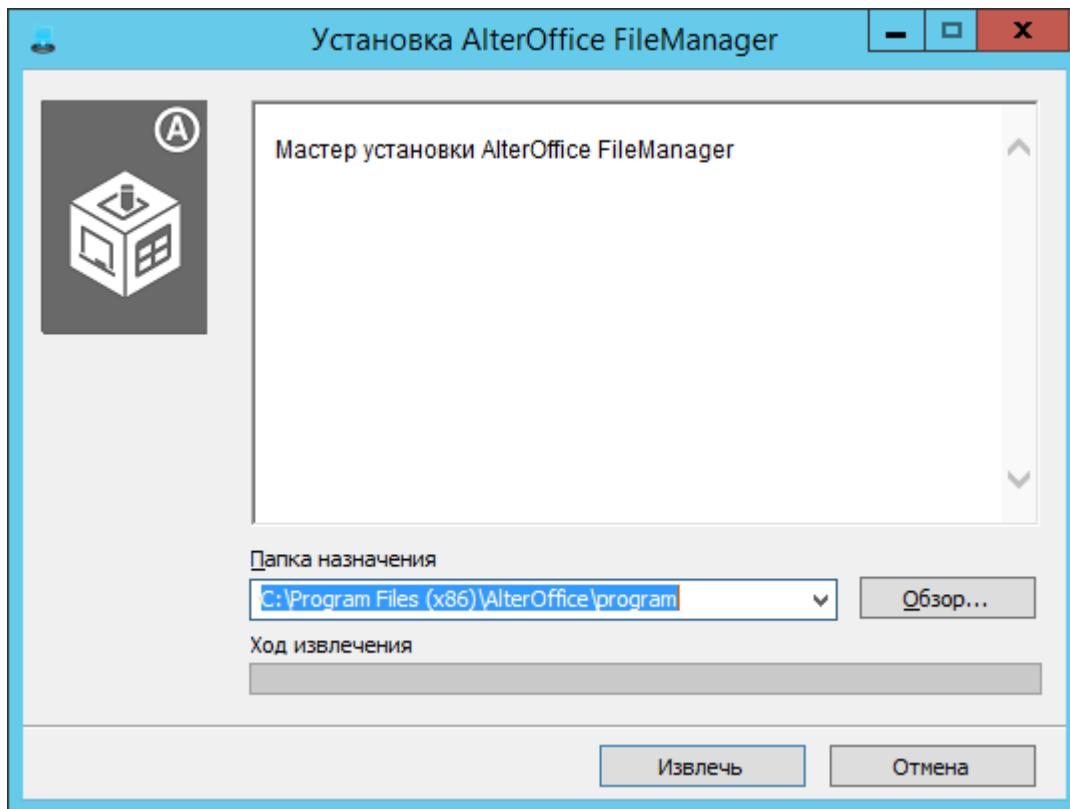 Установка AlterOffice FileManager
A
Мастер установки AlterOffice FileManager
Папка назначения
C:\Program Files (x86)\AlterOffice\program
Обзор...
Ход извлечения
Извлечь
Отмена